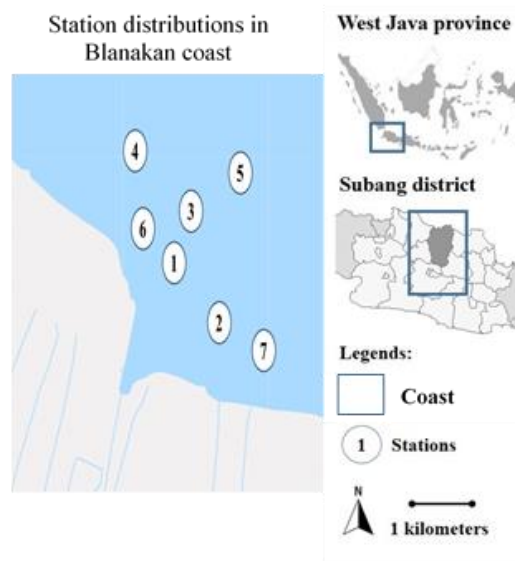 Station distributions in
Blanakan coast
4
5
3
6
1
2
7
West Java province
Subang district
Legends:
Coast
1 Stations
N
1 kilometers